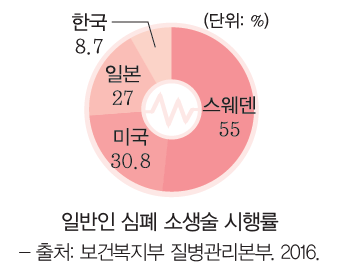 한국
8.7
(단위: %)
일본
27
스웨덴
55
미국
30.8
일반인 심폐 소생술 시행률
– 출처: 보건복지부 질병관리본부. 2016.